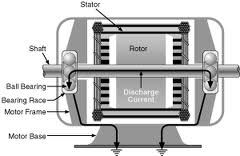 Stator
Shaft
Rotor
Ball Bearing
Discharge
Current
Bearing Race
Motor Frame
Motor Base